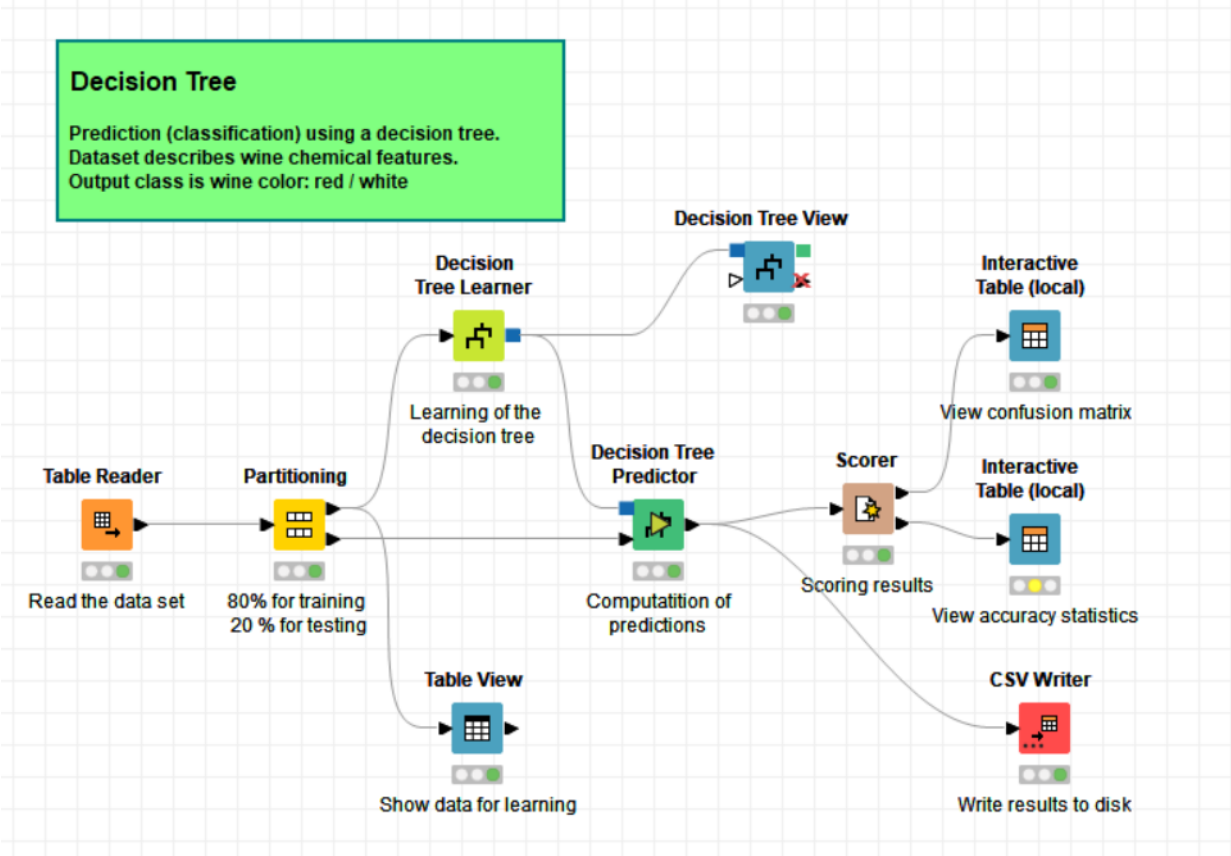 Decision Tree
Prediction (classification) using a decision tree.
Dataset describes wine chemical features.
Output class is wine color: red / white
Decision Tree View
Decision
Tree Learner
Learning of the
decision tree
Interactive
Table (local)
View confusion matrix
Table Reader
Read the data set
Partitioning
80% for training
20 % for testing
Decision Tree
Predictor
Computatition of
predictions
Scorer
Scoring results
Interactive
Table (local)
View accuracy statistics
Table View
Show data for learning
CSV Writer
Write results to disk